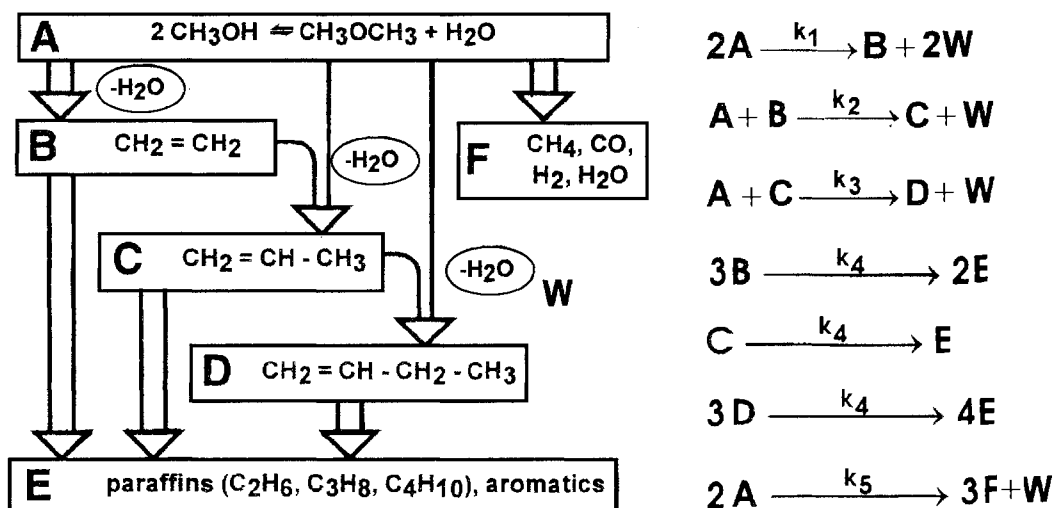 A 2 CH₃OH ⇌ CH₃OCH₃ + H₂O
-H₂O
B CH₂ = CH₂
-H₂O
F CH₄, CO,
H₂, H₂O
C CH₂ = CH - CH₃
-H₂O W
D CH₂ = CH - CH₂ - CH₃
E paraffins (C₂H₆, C₃H₈, C₄H₁₀), aromatics
2A k₁ → B + 2W
A + B k₂ → C + W
A + C k₃ → D + W
3B k₄ → 2E
C k₄ → E
3D k₄ → 4E
2 A k₅ → 3F+W